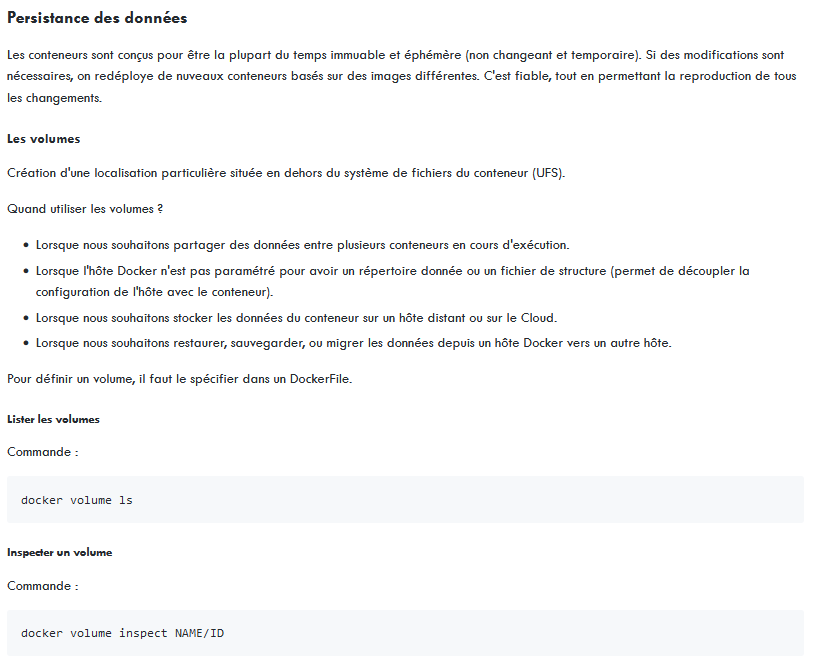 Persistance des données
Les conteneurs sont conçus pour être la plupart du temps immuable et éphémère (non changeant et temporaire). Si des modifications sont
nécessaires, on redéploye de nuveaux conteneurs basés sur des images différentes. C'est fiable, tout en permettant la reproduction de tous
les changements.
Les volumes
Création d'une localisation particulière située en dehors du système de fichiers du conteneur (UFS).
Quand utiliser les volumes ?
• Lorsque nous souhaitons partager des données entre plusieurs conteneurs en cours d'exécution.
• Lorsque l'hôte Docker n'est pas paramétré pour avoir un répertoire donnée ou un fichier de structure (permet de découpler la
configuration de l'hôte avec le conteneur).
• Lorsque nous souhaitons stocker les données du conteneur sur un hôte distant ou sur le Cloud.
• Lorsque nous souhaitons restaurer, sauvegarder, ou migrer les données depuis un hôte Docker vers un autre hôte.
Pour définir un volume, il faut le spécifier dans un DockerFile.
Lister les volumes
Commande :
docker volume ls
Inspecter un volume
Commande :
docker volume inspect NAME/ID